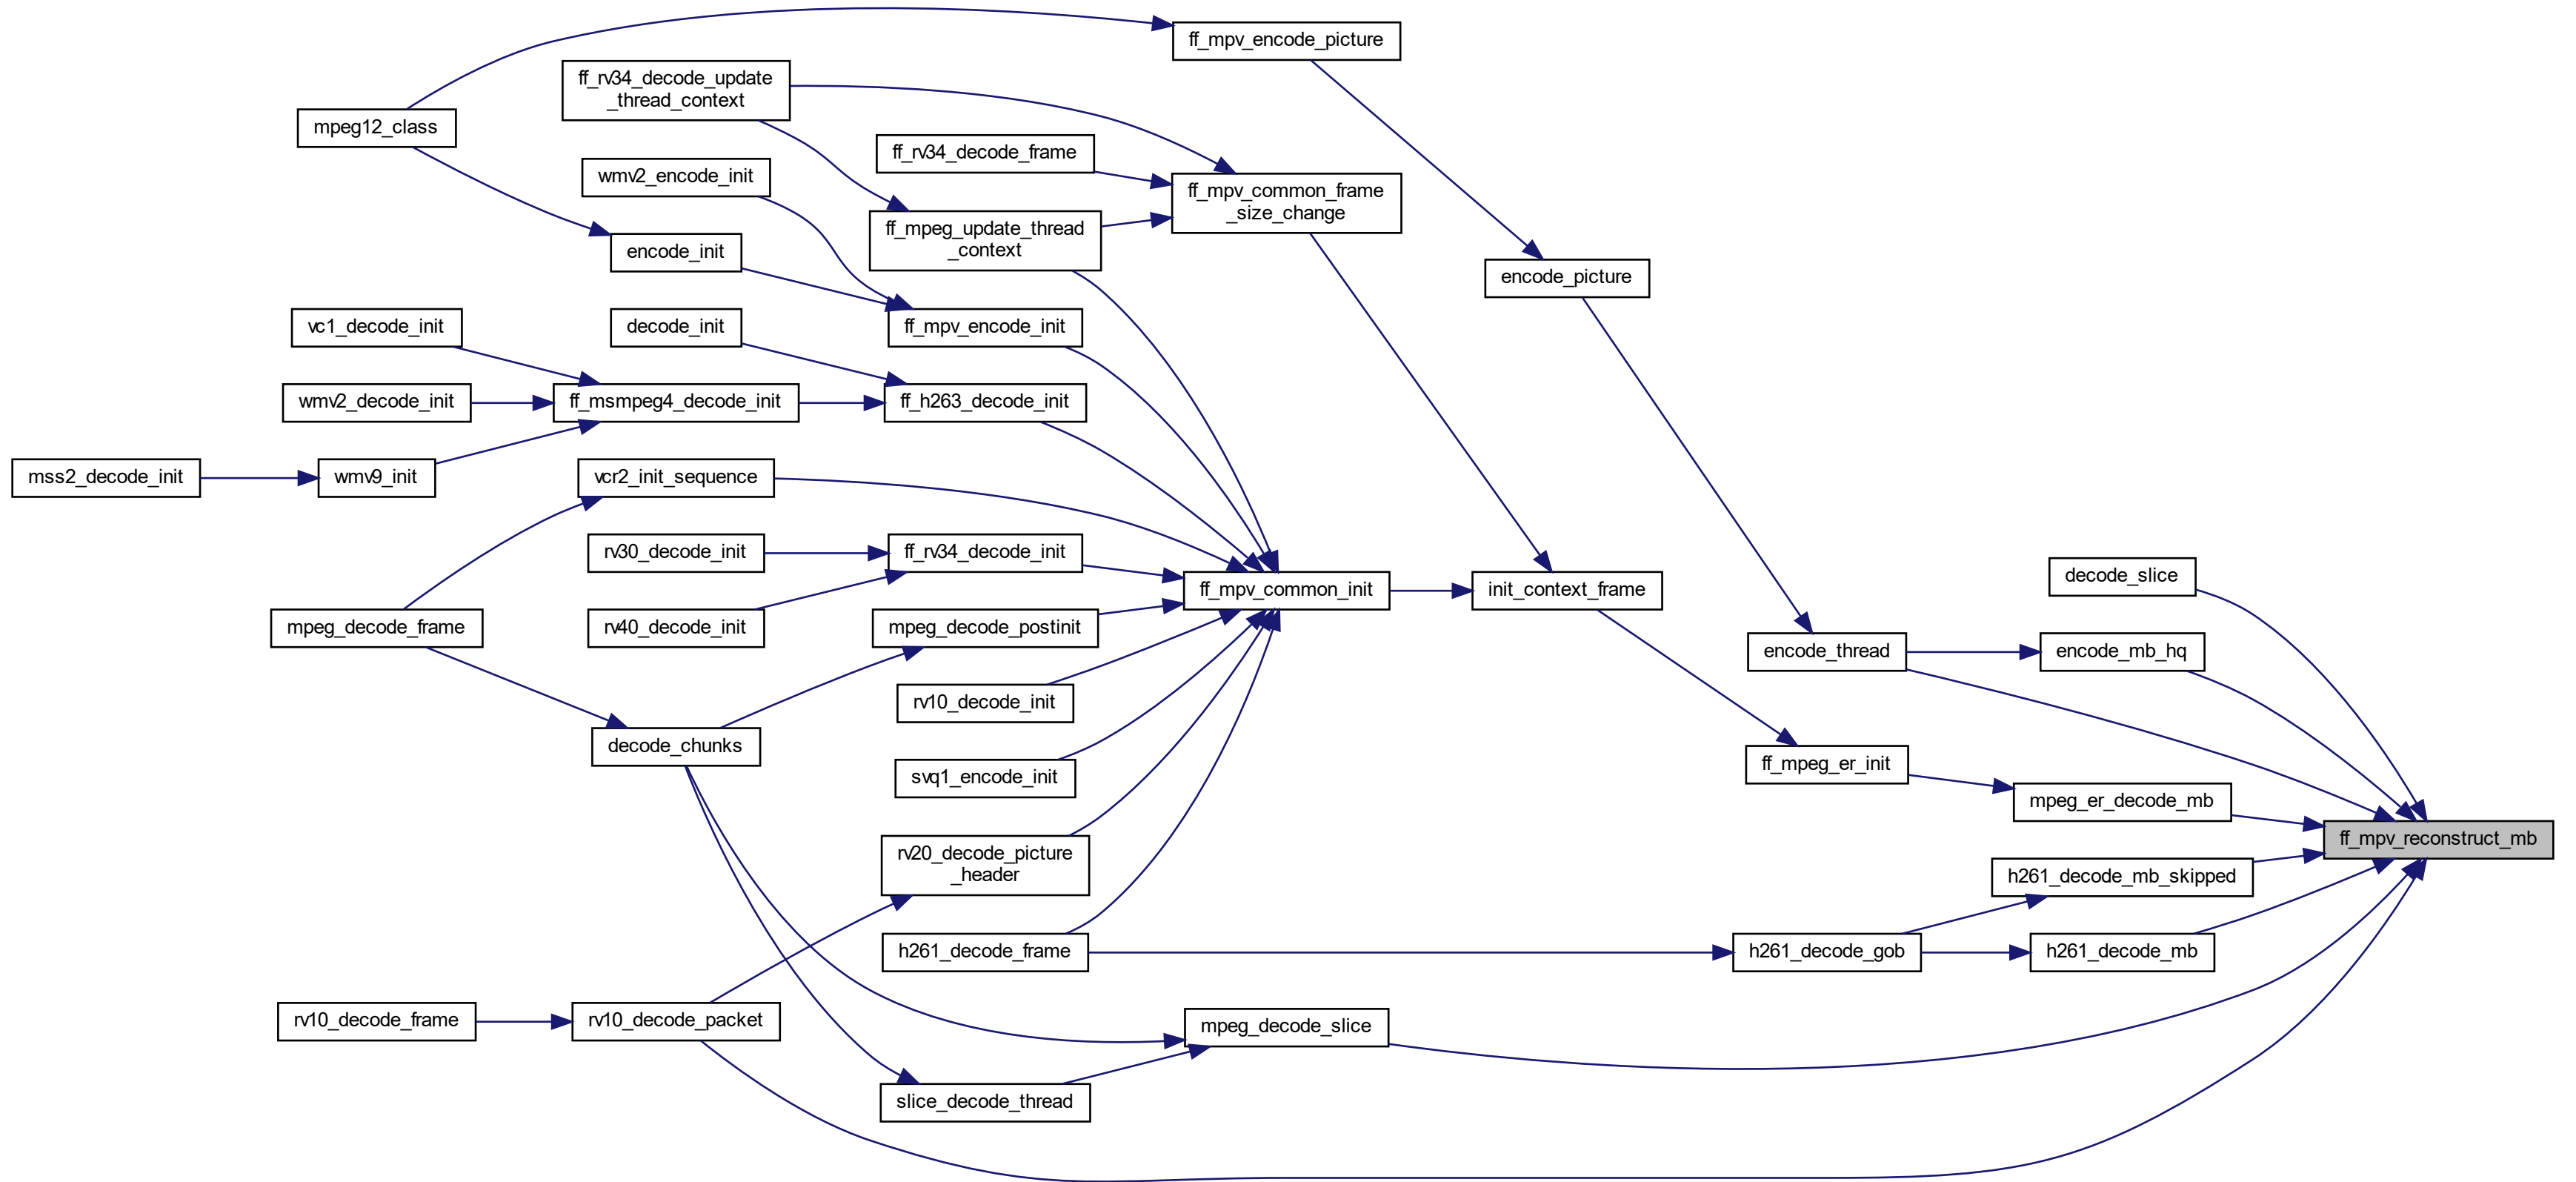 ff_mpv_encode_picture
ff_rv34_decode_update
_thread_context
mpeg12_class
ff_rv34_decode_frame
wmv2_encode_init
ff_mpv_common_frame
_size_change
ff_mpeg_update_thread
_context
encode_init
encode_picture
vc1_decode_init
decode_init
ff_mpv_encode_init
wmv2_decode_init
ff_msmpeg4_decode_init
ff_h263_decode_init
mss2_decode_init
wmv9_init
vcr2_init_sequence
rv30_decode_init
ff_rv34_decode_init
ff_mpv_common_init
init_context_frame
decode_slice
mpeg_decode_frame
rv40_decode_init
mpeg_decode_postinit
encode_thread
encode_mb_hq
rv10_decode_init
decode_chunks
svq1_encode_init
ff_mpeg_er_init
mpeg_er_decode_mb
ff_mpv_reconstruct_mb
rv20_decode_picture
_header
h261_decode_mb_skipped
h261_decode_frame
h261_decode_gob
h261_decode_mb
rv10_decode_frame
rv10_decode_packet
mpeg_decode_slice
slice_decode_thread